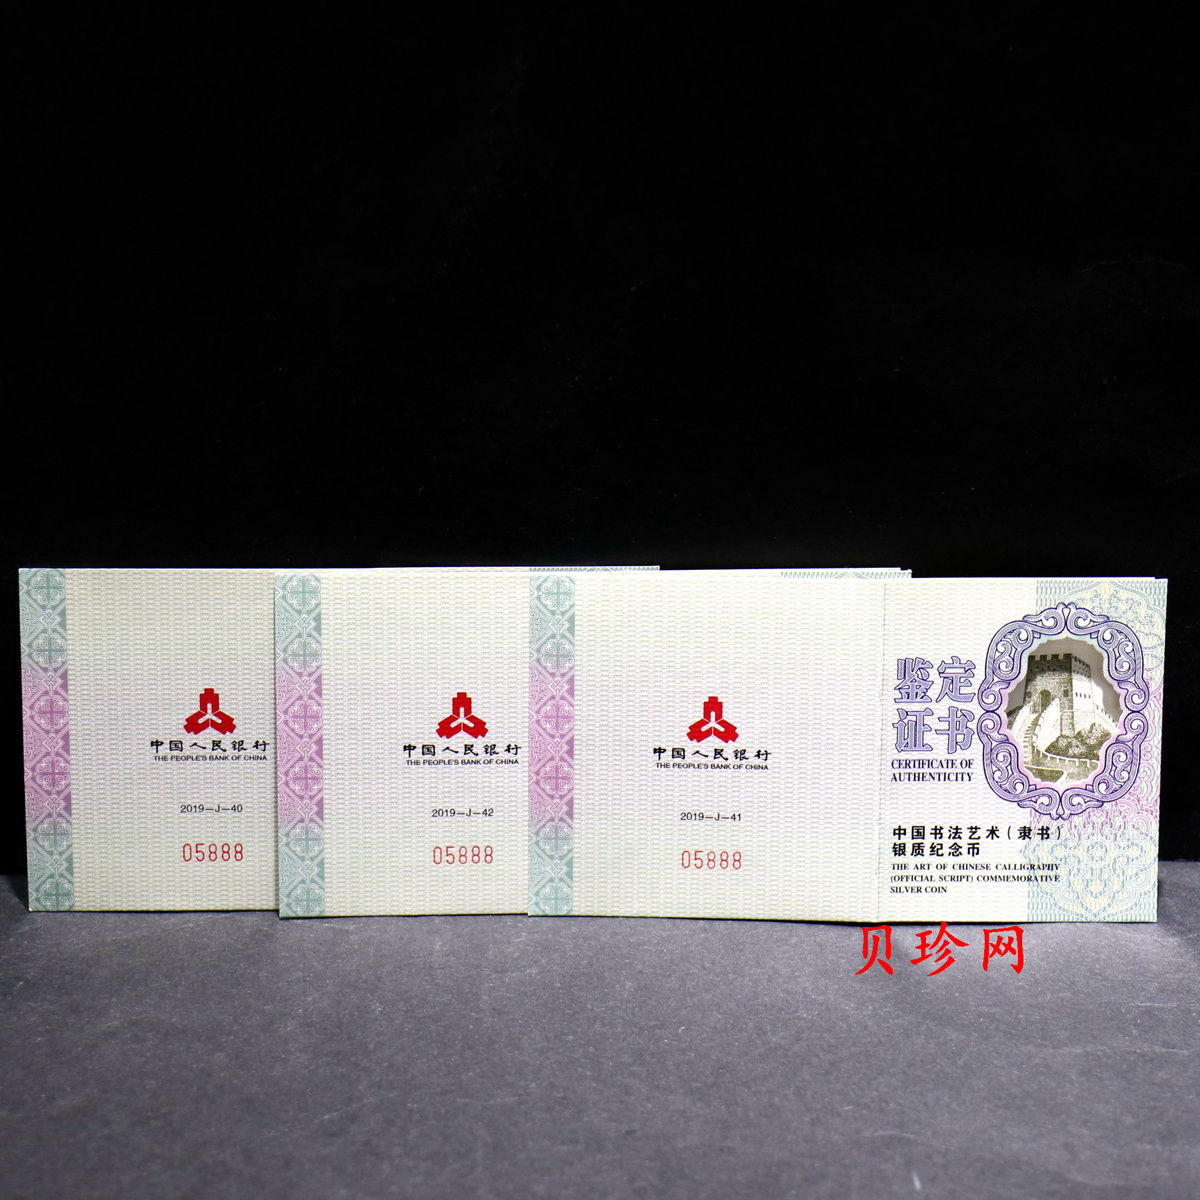 中国人民银行
THE PEOPLE'S BANK OF CHINA
2019-J-40
05888
中国人民银行
THE PEOPLE'S BANK OF CHINA
2019-J-42
05888
中国人民银行
THE PEOPLE'S BANK OF CHINA
2019-J-41
05888
鉴定
证书
CERTIFICATE OF
AUTHENTICITY
中国书法艺术(隶书)
银质纪念币
THE ART OF CHINESE CALLIGRAPHY
(OFFICIAL SCRIPT) COMMEMORATIVE
SILVER COIN
贝珍网